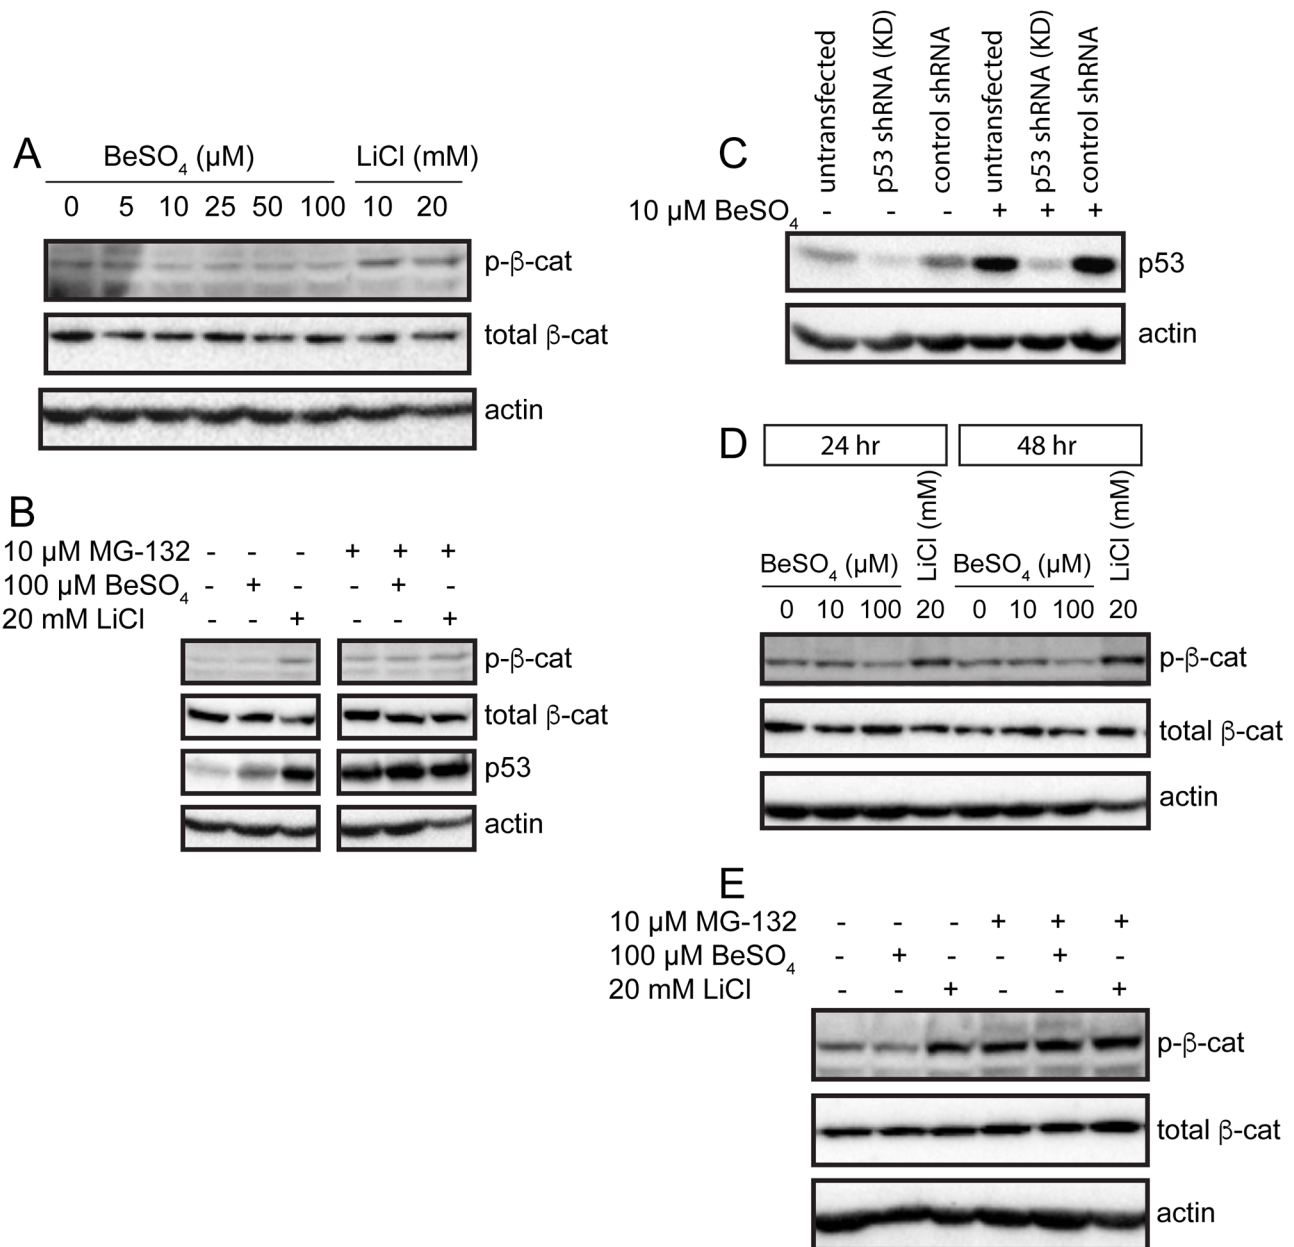 A
BeSO4 (µM) LiCl (mM)
0 5 10 25 50 100 10 20
p-β-cat
total β-cat
actin
B
10 µM MG-132 - - - + + +
100 µM BeSO4 - + - - + -
20 mM LiCl - - + - - +
p-β-cat
total β-cat
p53
actin
C
untransfected
p53 shRNA (KD)
control shRNA
untransfected
p53 shRNA (KD)
control shRNA
10 µM BeSO4 - - - + + +
p53
actin
D
24 hr 48 hr
BeSO4 (µM) LiCl (mM) BeSO4 (µM) LiCl (mM)
0 10 100 20 0 10 100 20
p-β-cat
total β-cat
actin
E
10 µM MG-132 - - - + + +
100 µM BeSO4 - + - - + -
20 mM LiCl - - + - - +
p-β-cat
total β-cat
actin